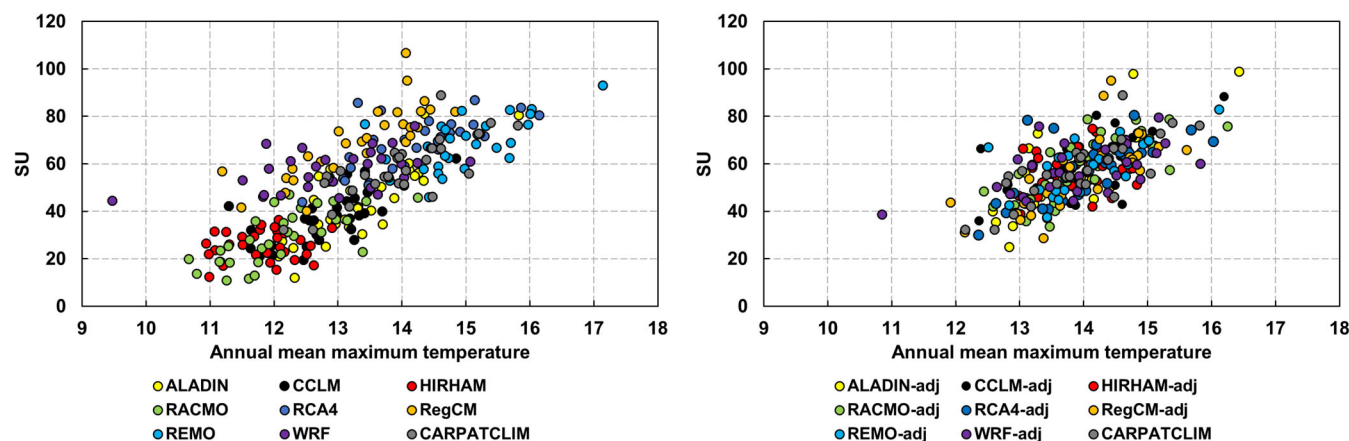 120
100
80
60
40
20
0
SU
9 10 11 12 13 14 15 16 17 18
Annual mean maximum temperature
ALADIN CCLM HIRHAM
RACMO RCA4 RegCM
REMO WRF CARPATCLIM
120
100
80
60
40
20
0
SU
9 10 11 12 13 14 15 16 17 18
Annual mean maximum temperature
ALADIN-adj CCLM-adj HIRHAM-adj
RACMO-adj RCA4-adj RegCM-adj
REMO-adj WRF-adj CARPATCLIM